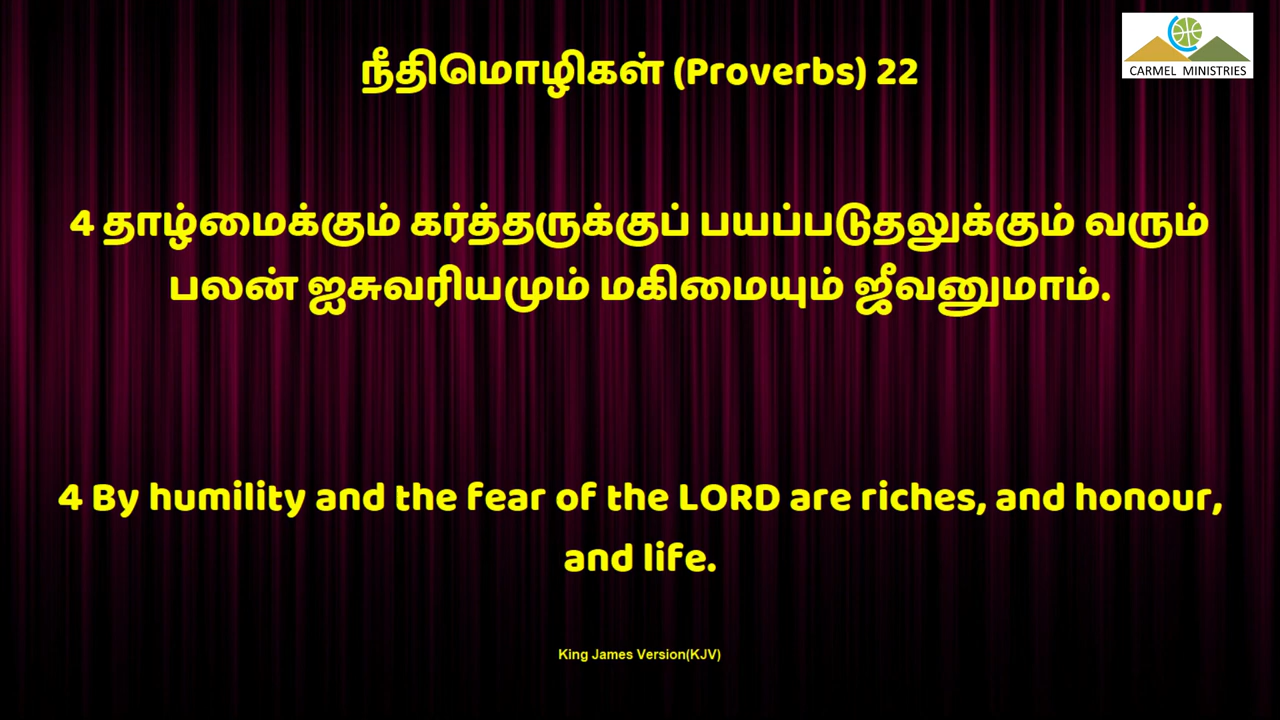 CARMEL MINISTRIES
நீதிமொழிகள் (Proverbs) 22
4 தாழ்மைக்கும் கர்த்தருக்குப் பயப்படுதலுக்கும் வரும்
பலன் ஐசுவரியமும் மகிமையும் ஜீவனுமாம்.
4 By humility and the fear of the LORD are riches, and honour,
and life.
King James Version(KJV)